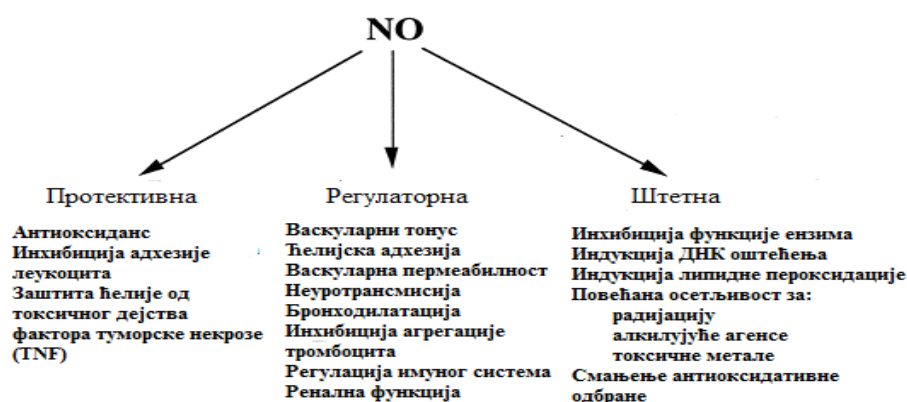 NO
Протективна
Антиоксиданс
Инхибиција адхезије
леукоцита
Заштита ћелије од
токсичног дејства
фактора туморске некрозе
(TNF)
Регулаторна
Васкуларни тонус
Ћелијска адхезија
Васкуларна пермеабилност
Неуротрансмисија
Бронходилатација
Инхибиција агрегације
тромбоцита
Регулација имуног система
Ренална функција
Штетна
Инхибиција функције ензима
Индукција ДНК оштећења
Индукција липидне пероксидације
Повећана осетљивост за:
радијацију
алкилујуће агенсе
токсичне метале
Смањење антиоксидативне
одбране